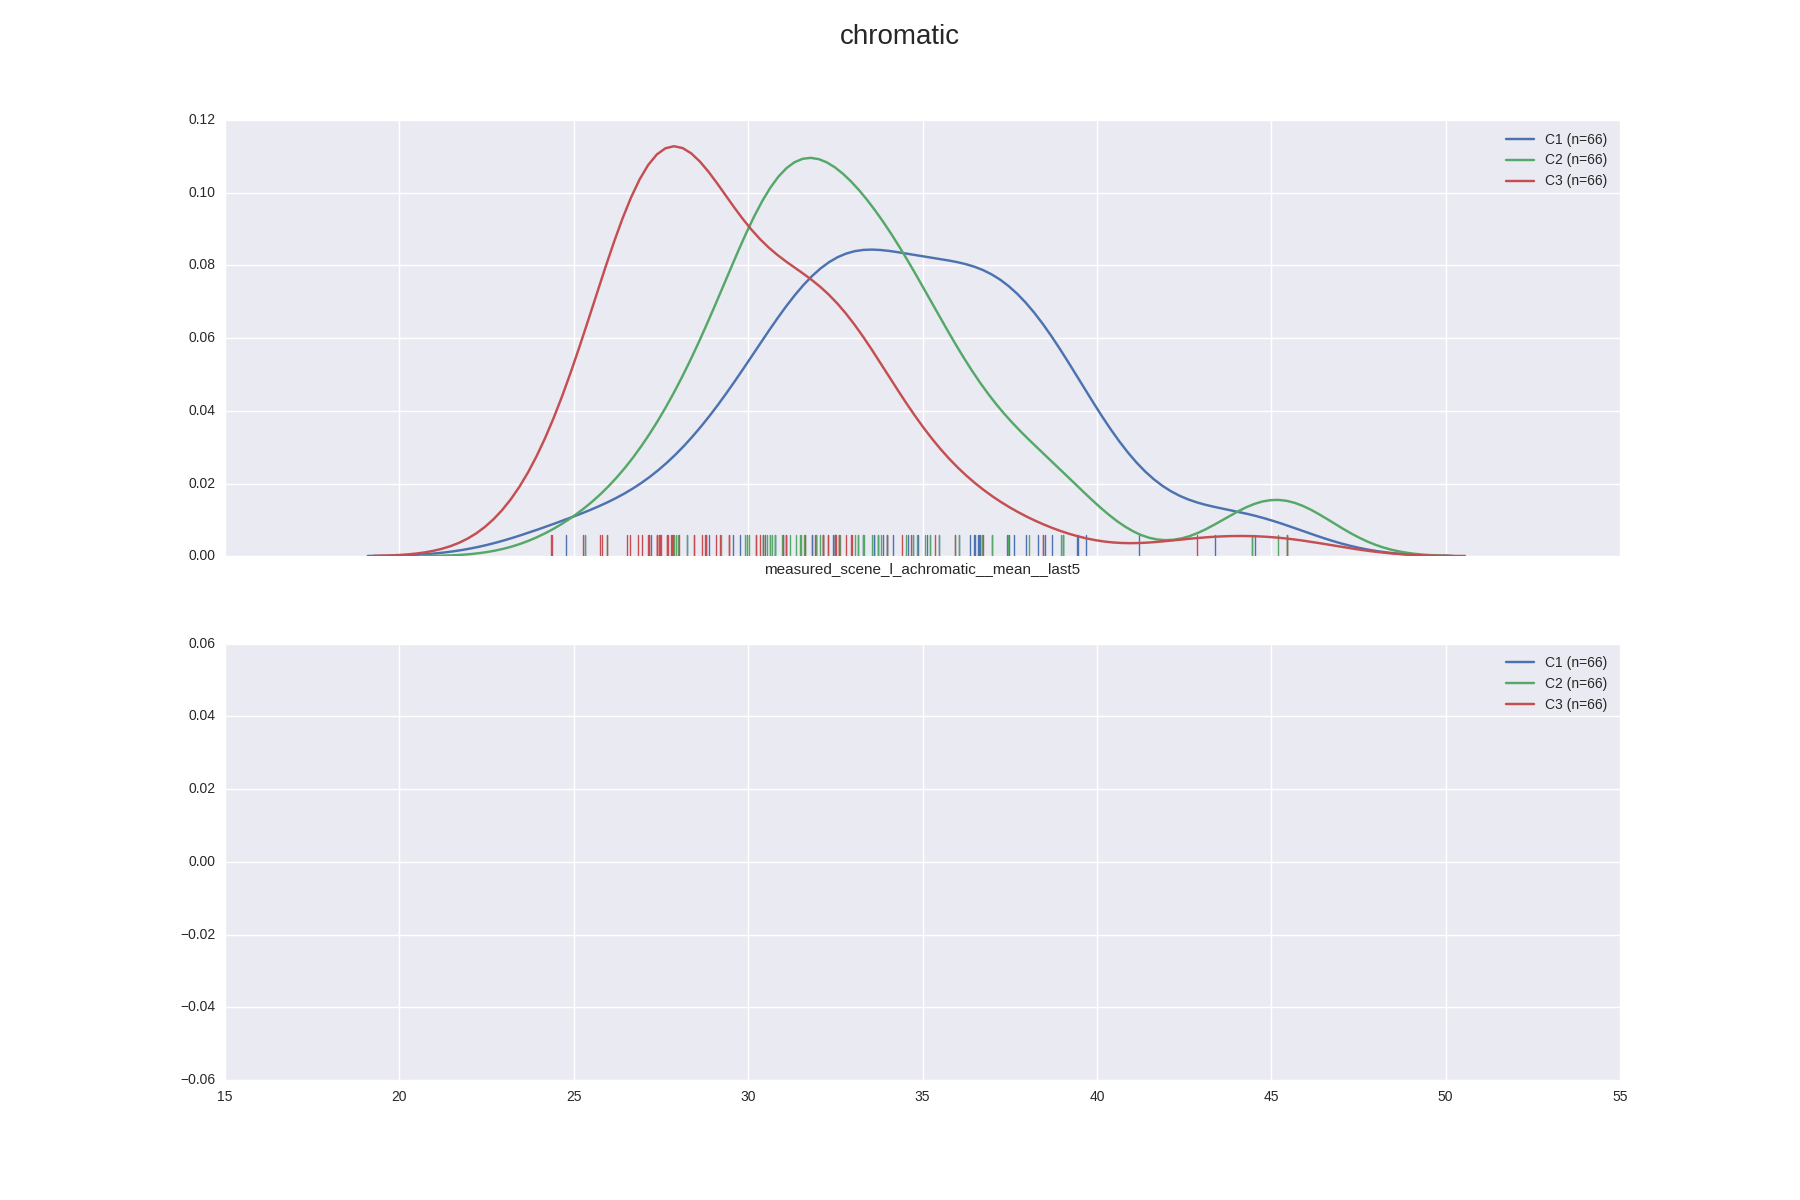 chromatic
0.12
0.10
0.08
0.06
0.04
0.02
0.00
C1 (n=66)
C2 (n=66)
C3 (n=66)
measured_scene_l_achromatic__mean__last5
0.06
0.04
0.02
0.00
−0.02
−0.04
−0.06
C1 (n=66)
C2 (n=66)
C3 (n=66)
15 20 25 30 35 40 45 50 55